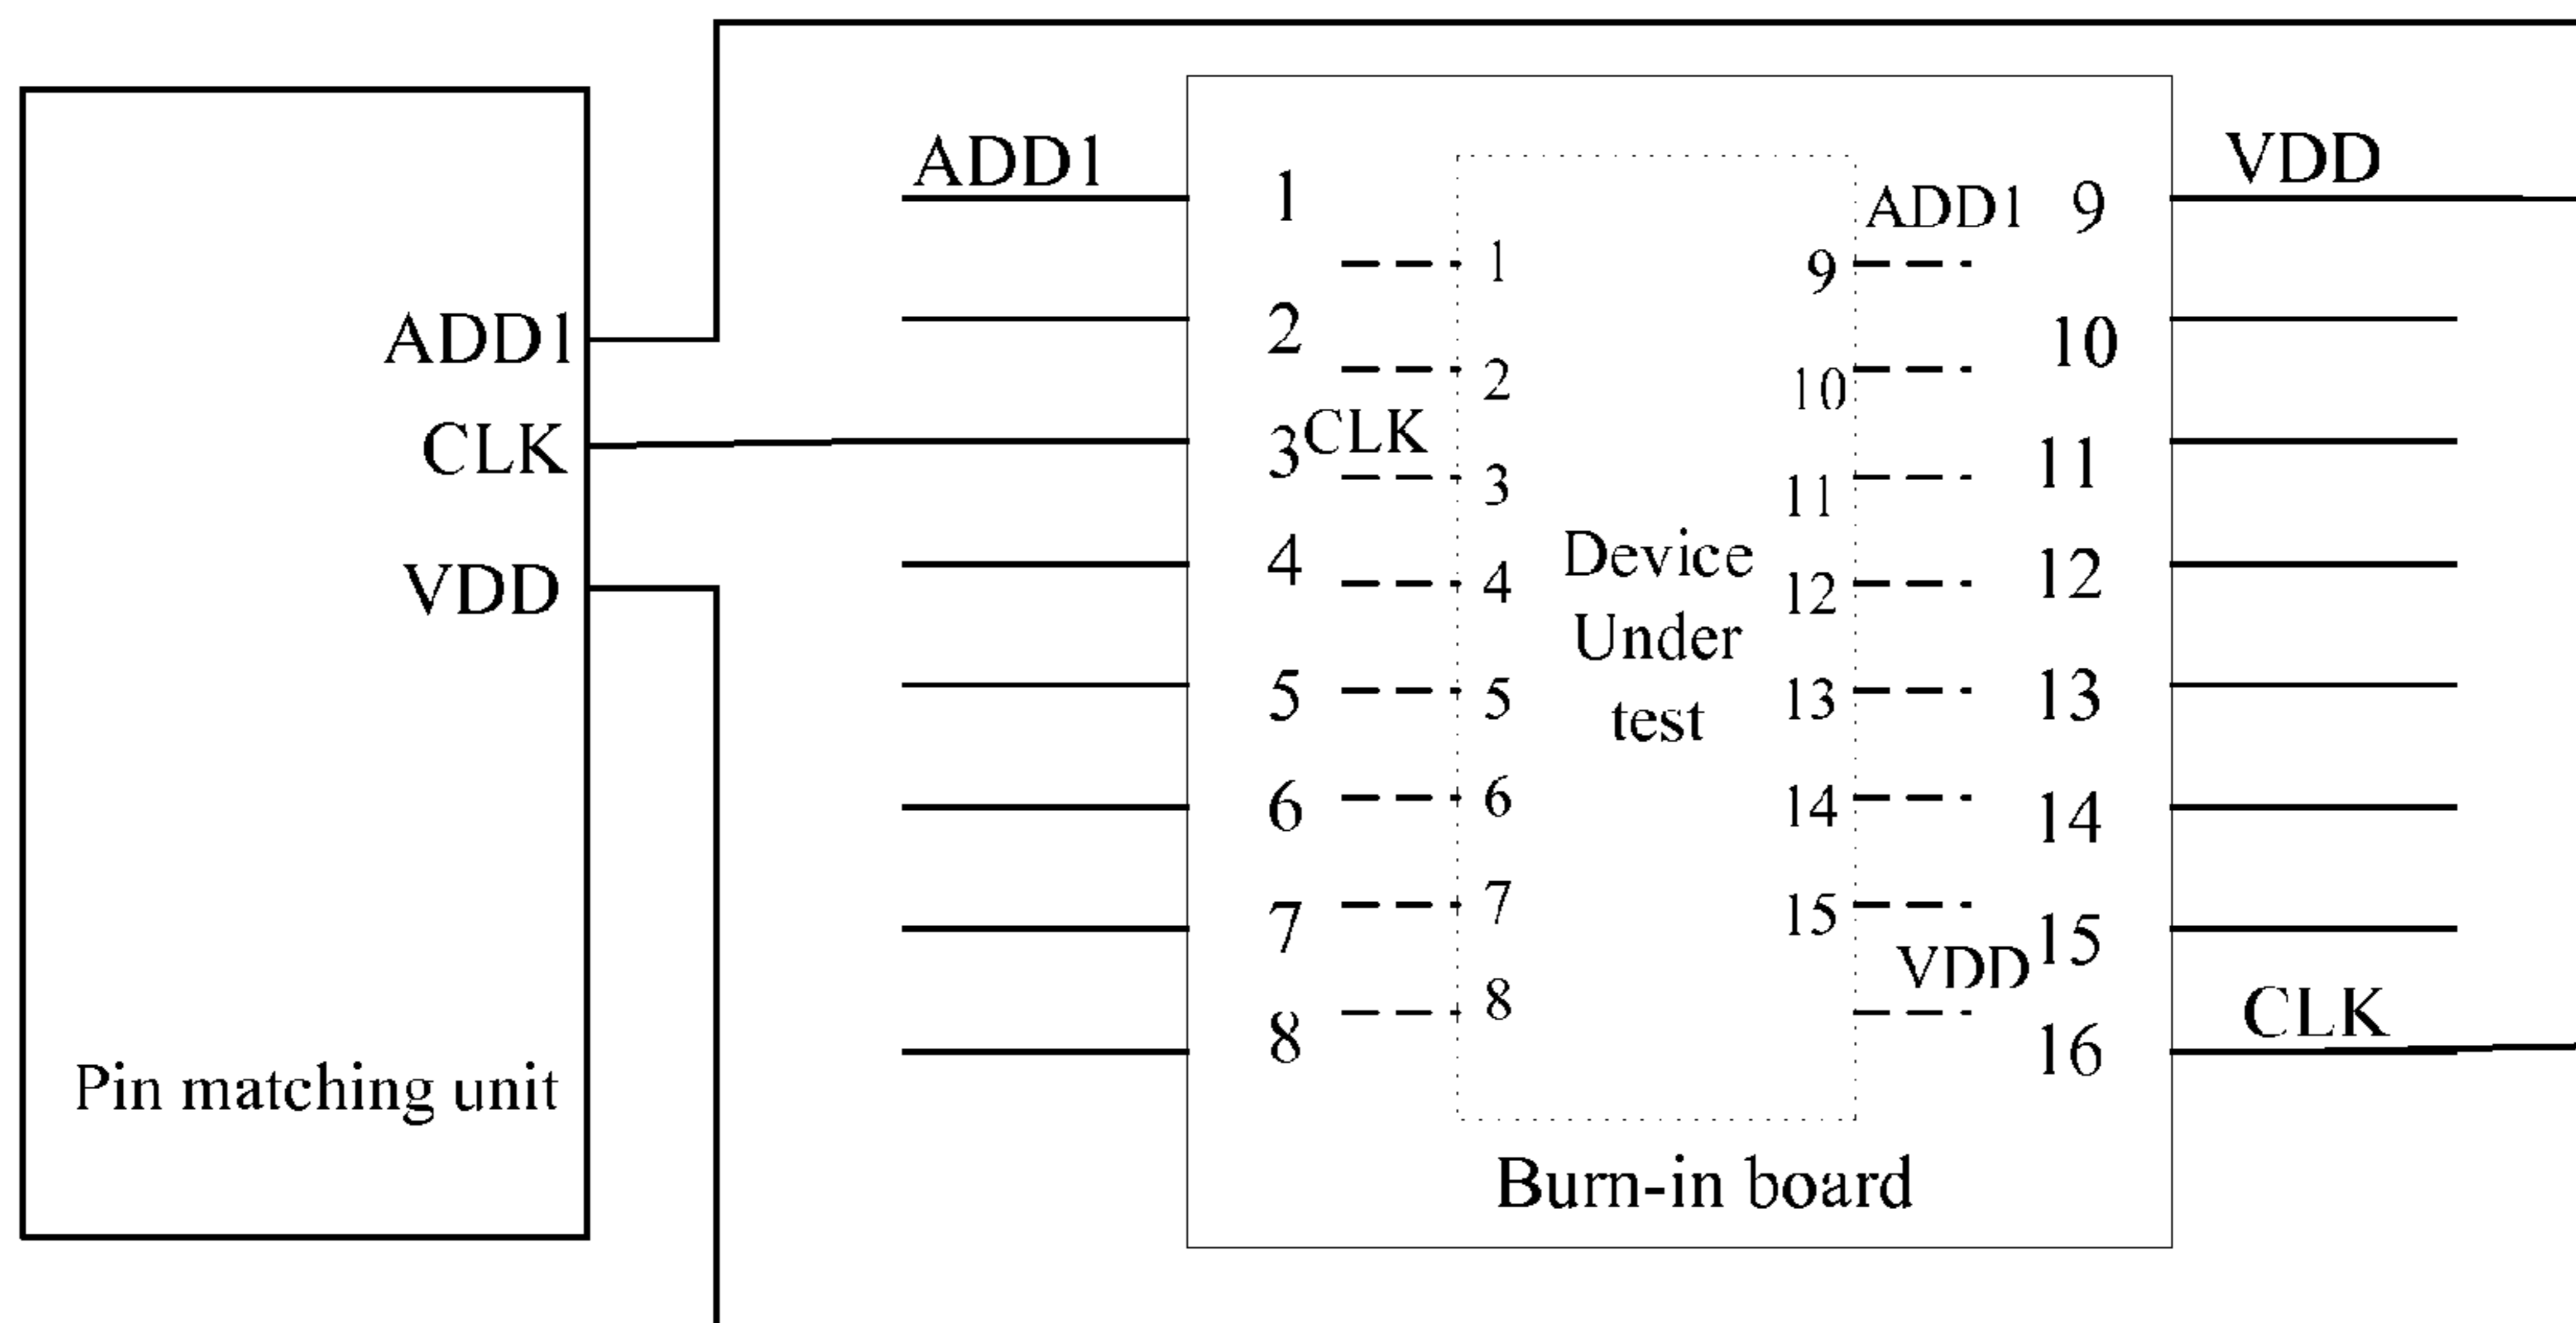 ADD1
CLK
VDD
Pin matching unit
ADD1
1
2
3
4
5
6
7
8
CLK
1
2
3
4
5
6
7
8
Device
Under
test
9
10
11
12
13
14
15
ADD1
VDD
9
10
11
12
13
14
15
16
VDD
CLK
Burn-in board